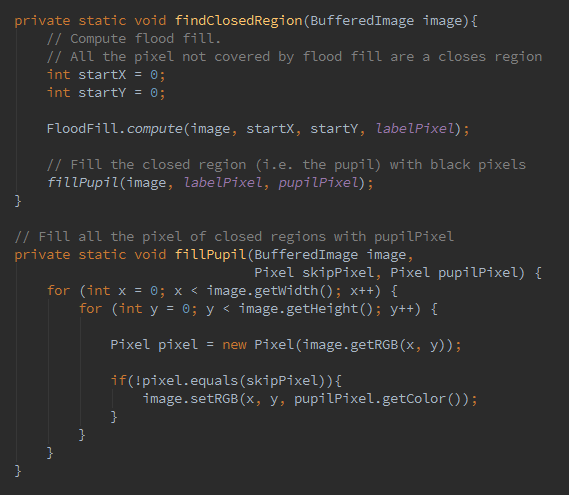 private static void findClosedRegion(BufferedImage image){
    // Compute flood fill.
    // All the pixel not covered by flood fill are a closes region
    int startX = 0;
    int startY = 0;

    FloodFill.compute(image, startX, startY, labelPixel);

    // Fill the closed region (i.e. the pupil) with black pixels
    fillPupil(image, labelPixel, pupilPixel);
}

// Fill all the pixel of closed regions with pupilPixel
private static void fillPupil(BufferedImage image,
                              Pixel skipPixel, Pixel pupilPixel) {
    for (int x = 0; x < image.getWidth(); x++) {
        for (int y = 0; y < image.getHeight(); y++) {

            Pixel pixel = new Pixel(image.getRGB(x, y));

            if(!pixel.equals(skipPixel)){
                image.setRGB(x, y, pupilPixel.getColor());
            }
        }
    }
}